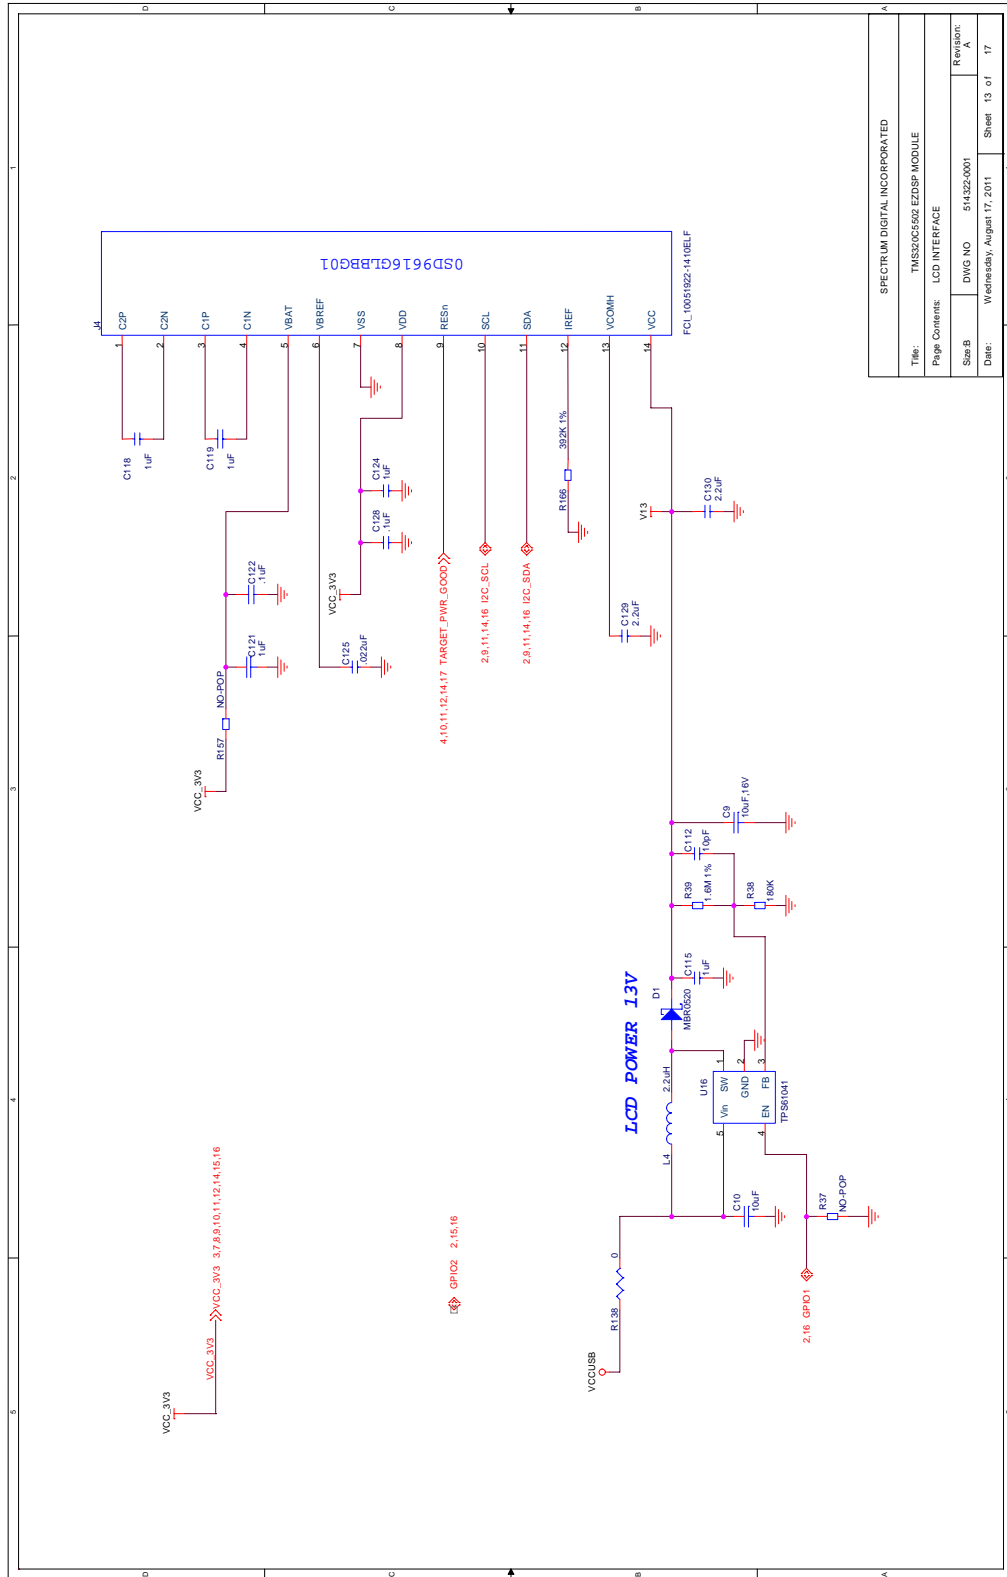 5
4
3
2
1
D
C
B
A
D
C
B
A
VCC_3V3
VCC_3V3
VCC_3V3 3,7,8,9,10,11,12,14,15,16
GPIO2 2,15,16
VCC_3V3
R157
NO-POP
C121
1uF
C122
.1uF
C118
1uF
C119
1uF
C125
.022uF
VCC_3V3
C128
.1uF
C124
1uF
4,10,11,12,14,17 TARGET_PWR_GOOD
2,9,11,14,16 I2C_SCL
2,9,11,14,16 I2C_SDA
R166
392K 1%
C129
2.2uF
V13
C130
2.2uF
J4
1 C2P
2 C2N
3 C1P
4 C1N
5 VBAT
6 VBREF
7 VSS
8 VDD
9 RESn
10 SCL
11 SDA
12 IREF
13 VCOMH
14 VCC
OSD9616GLBBG01
FCI_10051922-1410ELF
LCD POWER 13V
VCCUSB
R138
0
L4
2.2uH
D1
MBR0520
C10
10uF
U16
5 Vin
SW 1
GND 2
4 EN
FB 3
TPS61041
2,16 GPIO1
R37
NO-POP
C115
1uF
R39
1.6M 1%
C112
10pF
R38
180K
C9
10uF,16V
SPECTRUM DIGITAL INCORPORATED
Title: TMS320C5502 EZDSP MODULE
Page Contents: LCD INTERFACE
Size:B DWG NO 514322-0001 Revision: A
Date: Wednesday, August 17, 2011 Sheet 13 of 17